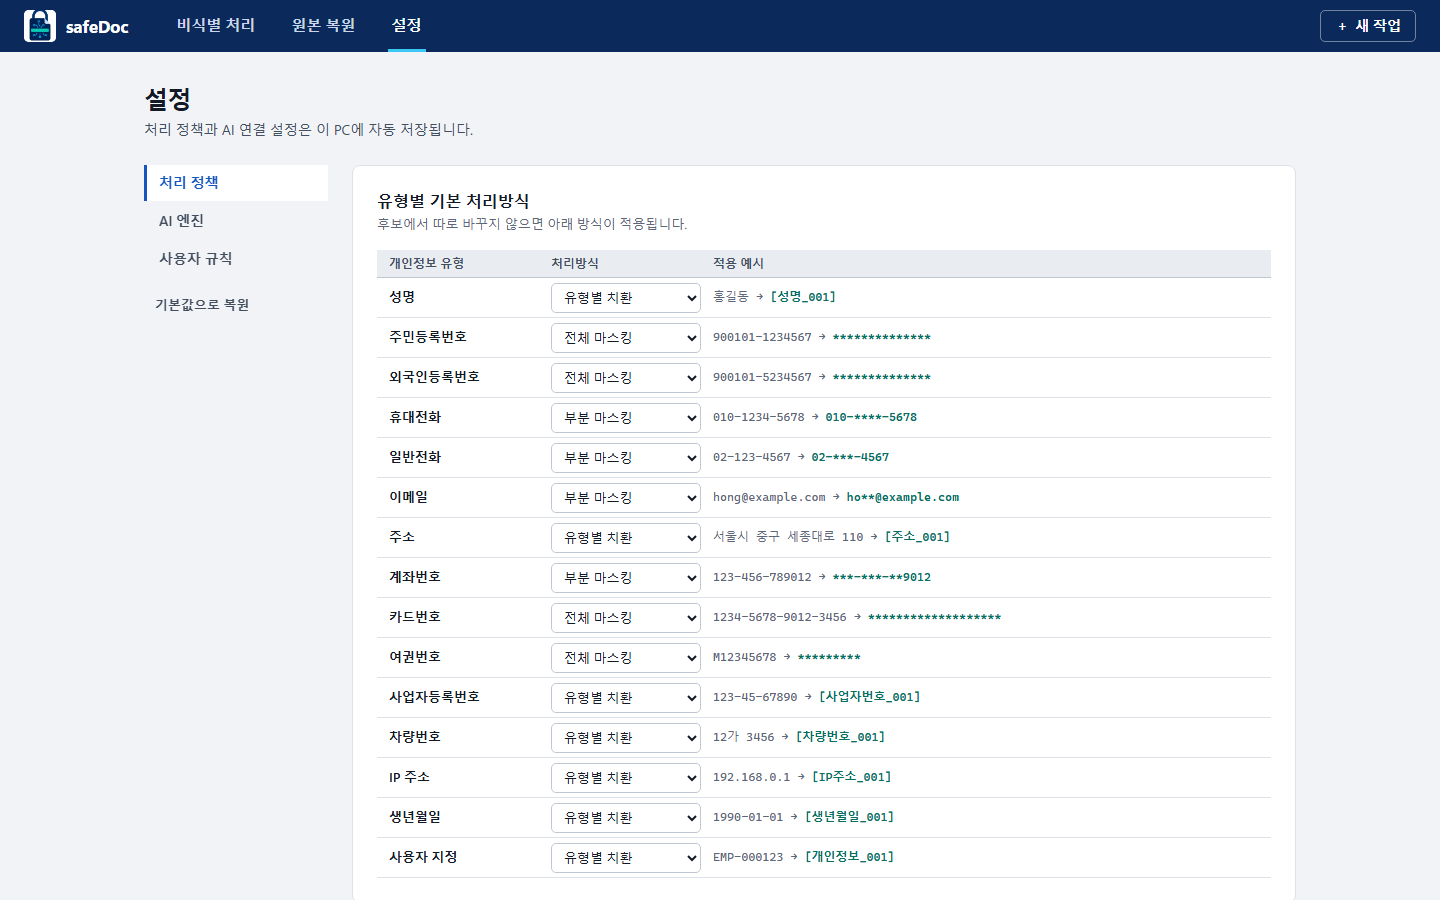 safeDoc 비식별 처리 원본 복원 설정 + 새 작업
설정
처리 정책과 AI 연결 설정은 이 PC에 자동 저장됩니다.
처리 정책
AI 엔진
사용자 규칙
기본값으로 복원
유형별 기본 처리방식
후보에서 따로 바꾸지 않으면 아래 방식이 적용됩니다.
개인정보 유형 처리방식 적용 예시
성명 유형별 치환 홍길동 → [성명_001]
주민등록번호 전체 마스킹 900101-1234567 → **************
외국인등록번호 전체 마스킹 900101-5234567 → **************
휴대전화 부분 마스킹 010-1234-5678 → 010-****-5678
일반전화 부분 마스킹 02-123-4567 → 02-***-4567
이메일 부분 마스킹 hong@example.com → ho**@example.com
주소 유형별 치환 서울시 중구 세종대로 110 → [주소_001]
계좌번호 부분 마스킹 123-456-789012 → ***-***-**9012
카드번호 전체 마스킹 1234-5678-9012-3456 → *******************
여권번호 전체 마스킹 M12345678 → *********
사업자등록번호 유형별 치환 123-45-67890 → [사업자번호_001]
차량번호 유형별 치환 12가 3456 → [차량번호_001]
IP 주소 유형별 치환 192.168.0.1 → [IP주소_001]
생년월일 유형별 치환 1990-01-01 → [생년월일_001]
사용자 지정 유형별 치환 EMP-000123 → [개인정보_001]